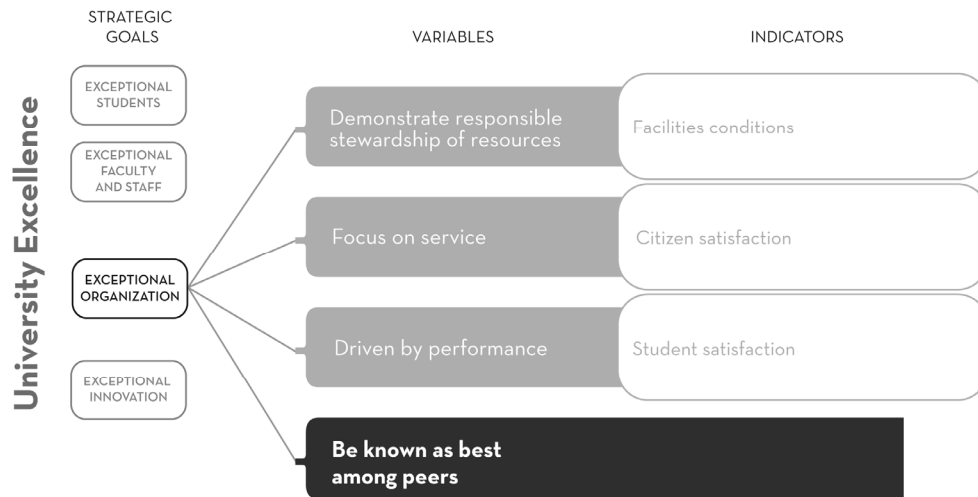 University Excellence
STRATEGIC
GOALS
VARIABLES
INDICATORS
EXCEPTIONAL
STUDENTS
EXCEPTIONAL
FACULTY
AND STAFF
EXCEPTIONAL
ORGANIZATION
EXCEPTIONAL
INNOVATION
Demonstrate responsible
stewardship of resources
Facilities conditions
Focus on service
Citizen satisfaction
Driven by performance
Student satisfaction
Be known as best
among peers